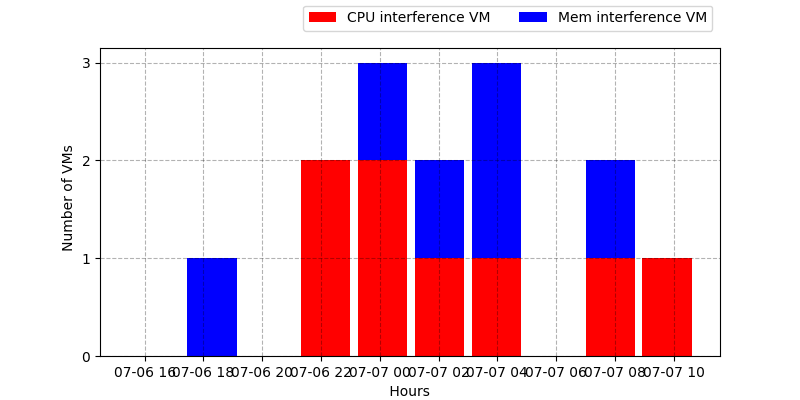 CPU interference VM Mem interference VM
3
2
1
0
Number of VMs
07-06 16 07-06 18 07-06 20 07-06 22 07-07 00 07-07 02 07-07 04 07-07 06 07-07 08 07-07 10
Hours